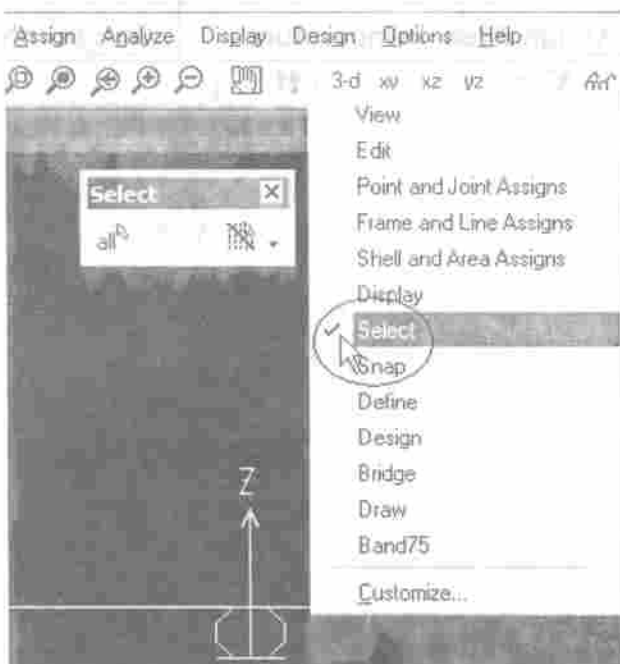 Assign Analyze Display Design Options Help
3-d xy xz yz
View
Edit
Point and Joint Assigns
Frame and Line Assigns
Shell and Area Assigns
Display
Select
Snap
Define
Design
Bridge
Draw
Band75
Customize...
Select
all
Z